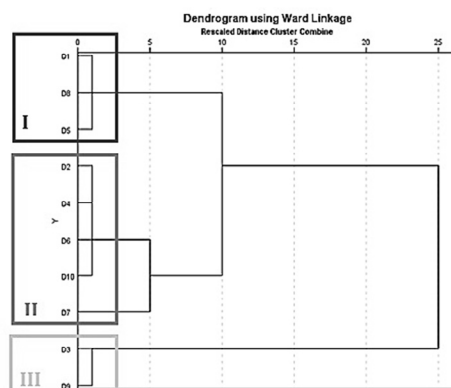 Dendrogram using Ward Linkage
Rescaled Distance Cluster Combine
0 5 10 15 20 25
D1
D8
D5
I
D2
D4
Y
D6
D10
D7
II
D3
D9
III